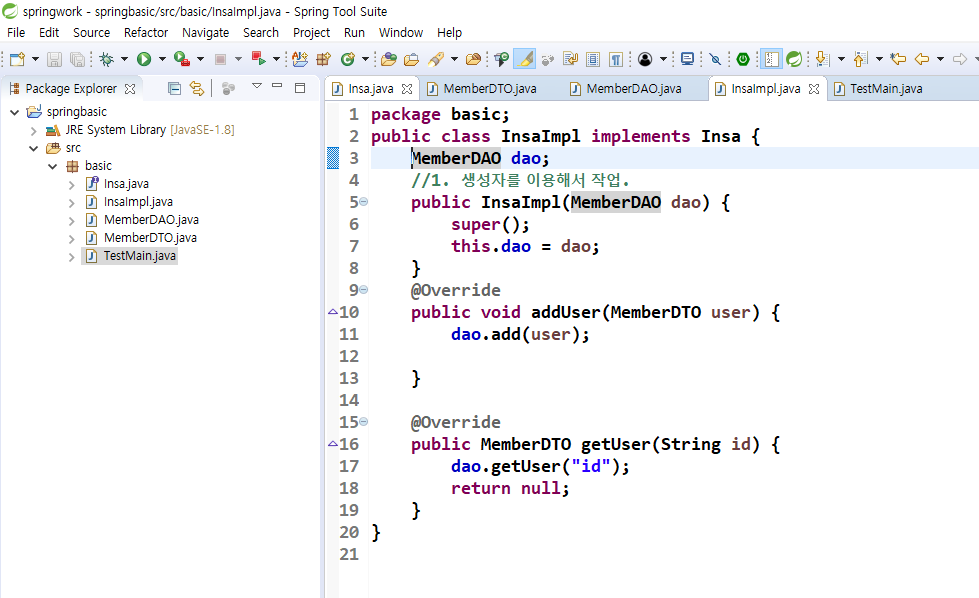 springwork - springbasic/src/basic/InsaImpl.java - Spring Tool Suite
File Edit Source Refactor Navigate Search Project Run Window Help
Package Explorer
springbasic
JRE System Library [JavaSE-1.8]
src
basic
Insa.java
InsaImpl.java
MemberDAO.java
MemberDTO.java
TestMain.java
Insa.java MemberDTO.java MemberDAO.java InsaImpl.java TestMain.java
1 package basic;
2 public class InsaImpl implements Insa {
3 MemberDAO dao;
4 //1. 생성자를 이용해서 작업.
5 public InsaImpl(MemberDAO dao) {
6 super();
7 this.dao = dao;
8 }
9 @Override
10 public void addUser(MemberDTO user) {
11 dao.add(user);
12
13 }
14
15 @Override
16 public MemberDTO getUser(String id) {
17 dao.getUser("id");
18 return null;
19 }
20 }
21